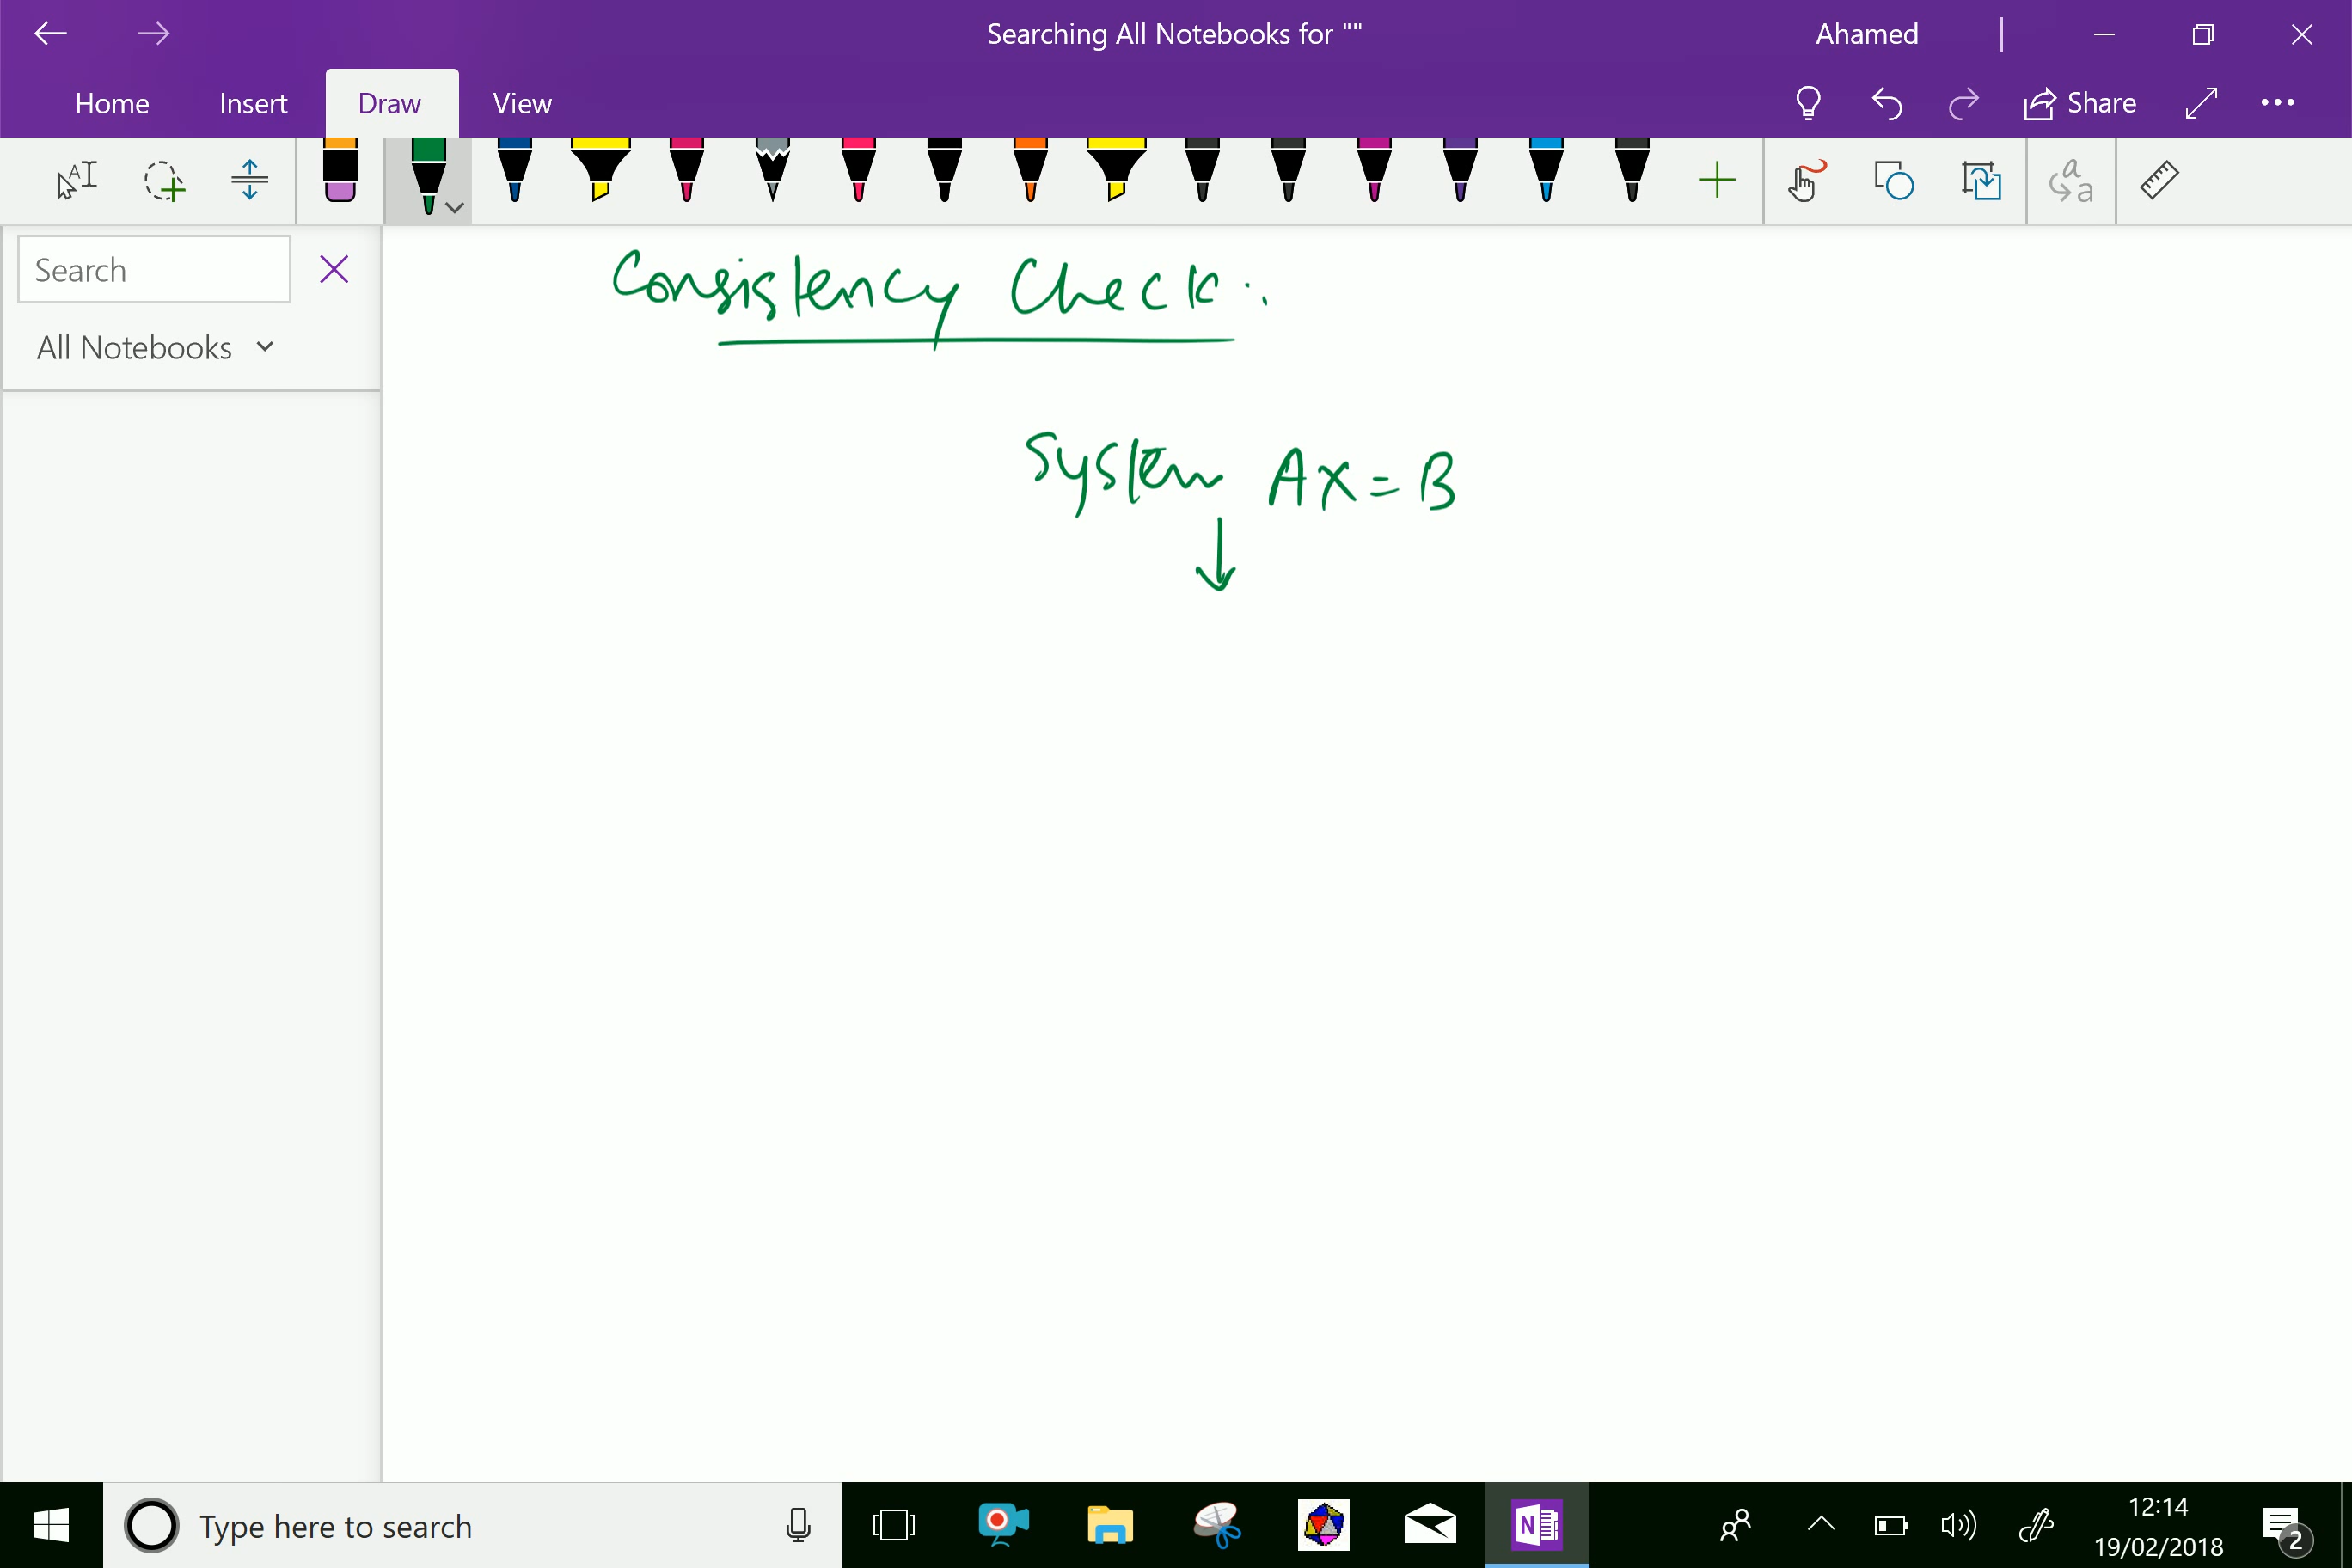 Searching All Notebooks for ""
Ahamed
Home Insert Draw View
Share
Search
All Notebooks
Consistency Check :
System AX = B
Type here to search
12:14
19/02/2018
2